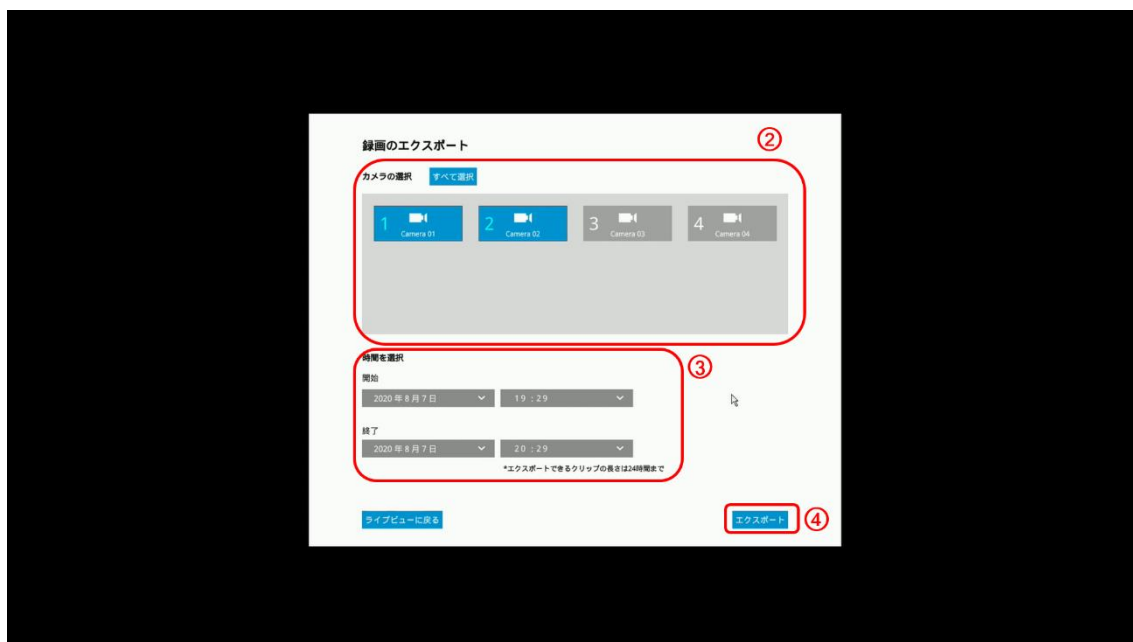 録画のエクスポート
②
カメラの選択 すべて選択
1 Camera 01
2 Camera 02
3 Camera 03
4 Camera 04
時間を選択
③
開始
2020 年 8 月 7 日 19 : 29
終了
2020 年 8 月 7 日 20 : 29
*エクスポートできるクリップの長さは24時間まで
ライブビューに戻る エクスポート ④